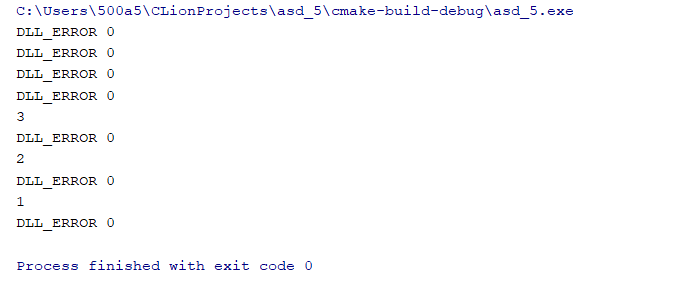 C:\Users\500a5\CLionProjects\asd_5\cmake-build-debug\asd_5.exe
DLL_ERROR 0
DLL_ERROR 0
DLL_ERROR 0
DLL_ERROR 0
3
DLL_ERROR 0
2
DLL_ERROR 0
1
DLL_ERROR 0
Process finished with exit code 0